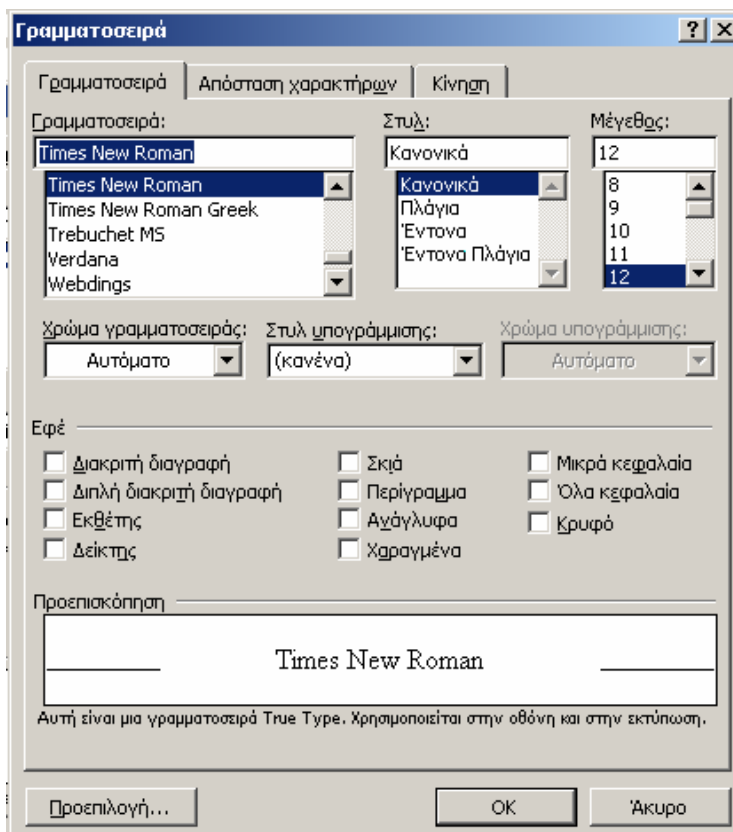 Γραμματοσειρά
Γραμματοσειρά Απόσταση χαρακτήρων Κίνηση
Γραμματοσειρά: Στυλ: Μέγεθος:
Times New Roman Κανονικά 12
Times New Roman Κανονικά 8
Times New Roman Greek Πλάγια 9
Trebuchet MS Έντονα 10
Verdana Έντονα Πλάγια 11
Webdings 12
Χρώμα γραμματοσειράς: Στυλ υπογράμμισης: Χρώμα υπογράμμισης:
Αυτόματο (κανένα) Αυτόματο
Εφέ
Διακριτή διαγραφή Σκιά Μικρά κεφαλαία
Διπλή διακριτή διαγραφή Περίγραμμα Όλα κεφαλαία
Εκθέτης Ανάγλυφα Κρυφό
Δείκτης Χαραγμένα
Προεπισκόπηση
Times New Roman
Αυτή είναι μια γραμματοσειρά True Type. Χρησιμοποιείται στην οθόνη και στην εκτύπωση.
Προεπιλογή... OK Άκυρο